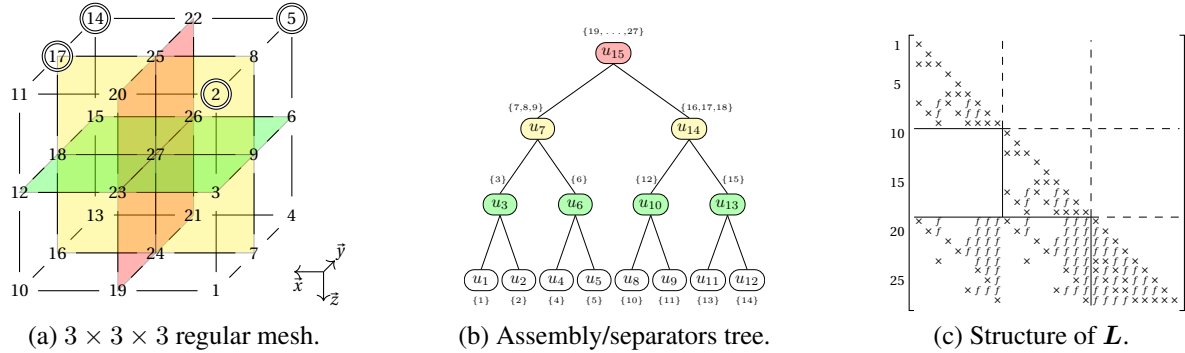 14 22 5
17 25 8
11 20 2
15 26 6
18 27 9
12 23 3
13 21 4
16 24 7
10 19 1
x⃗ y⃗ z⃗
(a) 3 × 3 × 3 regular mesh.
{19, . . . ,27}
u15
{7,8,9} {16,17,18}
u7 u14
{3} {6} {12} {15}
u3 u6 u10 u13
u1 u2 u4 u5 u8 u9 u11 u12
{1} {2} {4} {5} {10} {11} {13} {14}
(b) Assembly/separators tree.
1
5
10
15
20
25
(c) Structure of L.